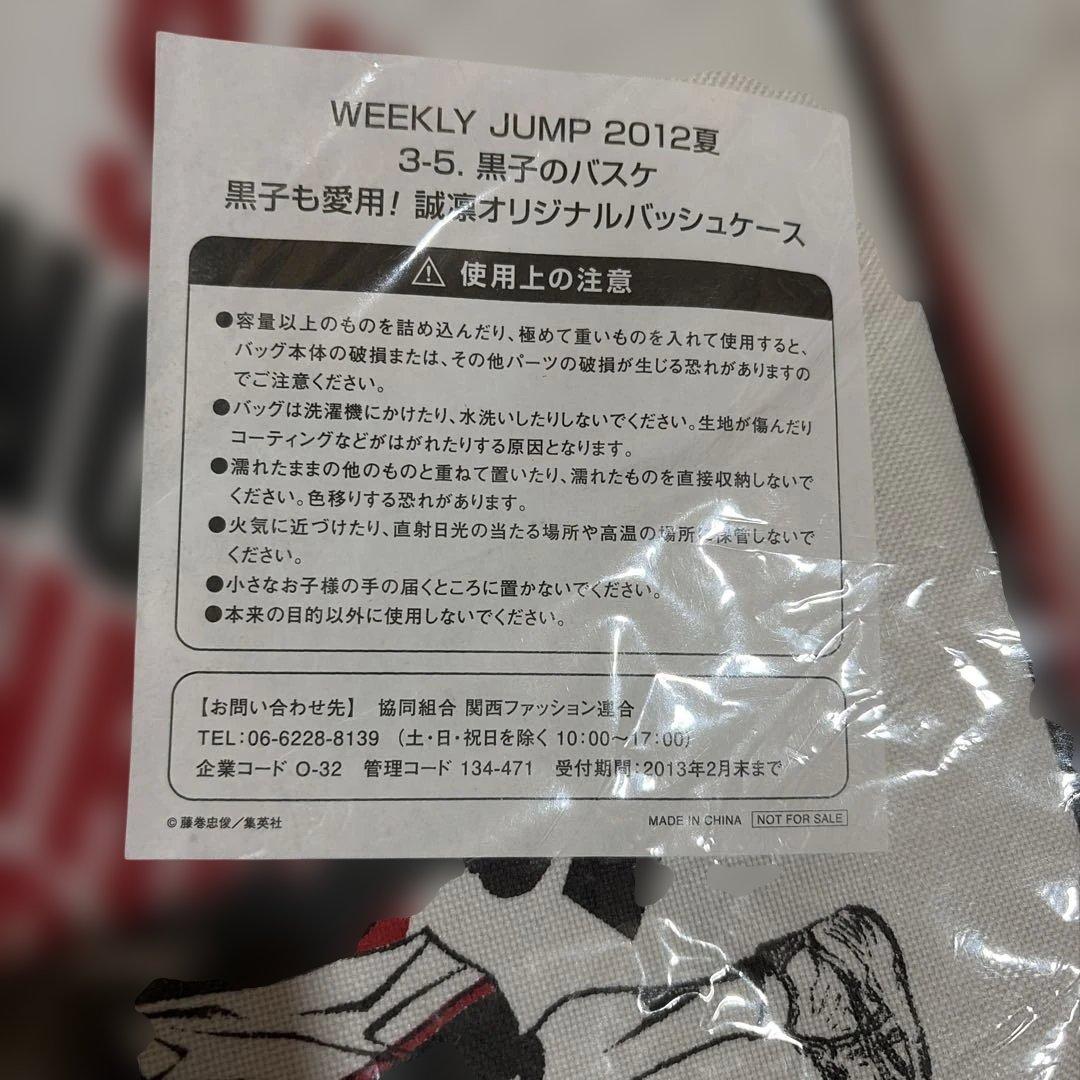 WEEKLY JUMP 2012夏
3-5. 黒子のバスケ
黒子も愛用! 誠凛オリジナルバッシュケース
使用上の注意
●容量以上のものを詰め込んだり、極めて重いものを入れて使用すると、
バッグ本体の破損または、その他パーツの破損が生じる恐れがありますの
でご注意ください。
●バッグは洗濯機にかけたり、水洗いしたりしないでください。生地が傷んだり
コーティングなどがはがれたりする原因となります。
●濡れたままの他のものと重ねて置いたり、濡れたものを直接収納しないで
ください。色移りする恐れがあります。
●火気に近づけたり、直射日光の当たる場所や高温の場所に保管しないで
ください。
●小さなお子様の手の届くところに置かないでください。
●本来の目的以外に使用しないでください。
【お問い合わせ先】 協同組合 関西ファッション連合
TEL:06-6228-8139 (土・日・祝日を除く 10:00~17:00)
企業コード O-32 管理コード 134-471 受付期間:2013年2月末まで
©藤巻忠俊/集英社
MADE IN CHINA NOT FOR SALE